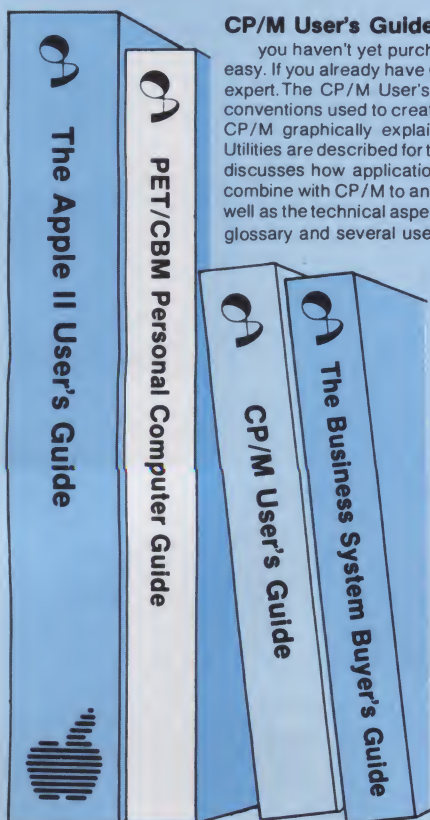 CP/M User's Guide
you haven't yet purch
easy. If you already have
expert. The CP/M User's
conventions used to creat
CP/M graphically explai
Utilities are described for t
discusses how applicatio
combine with CP/M to an
well as the technical aspe
glossary and several use
The Apple II User's Guide
PET/CBM Personal Computer Guide
CP/M User's Guide
The Business System Buyer's Guide